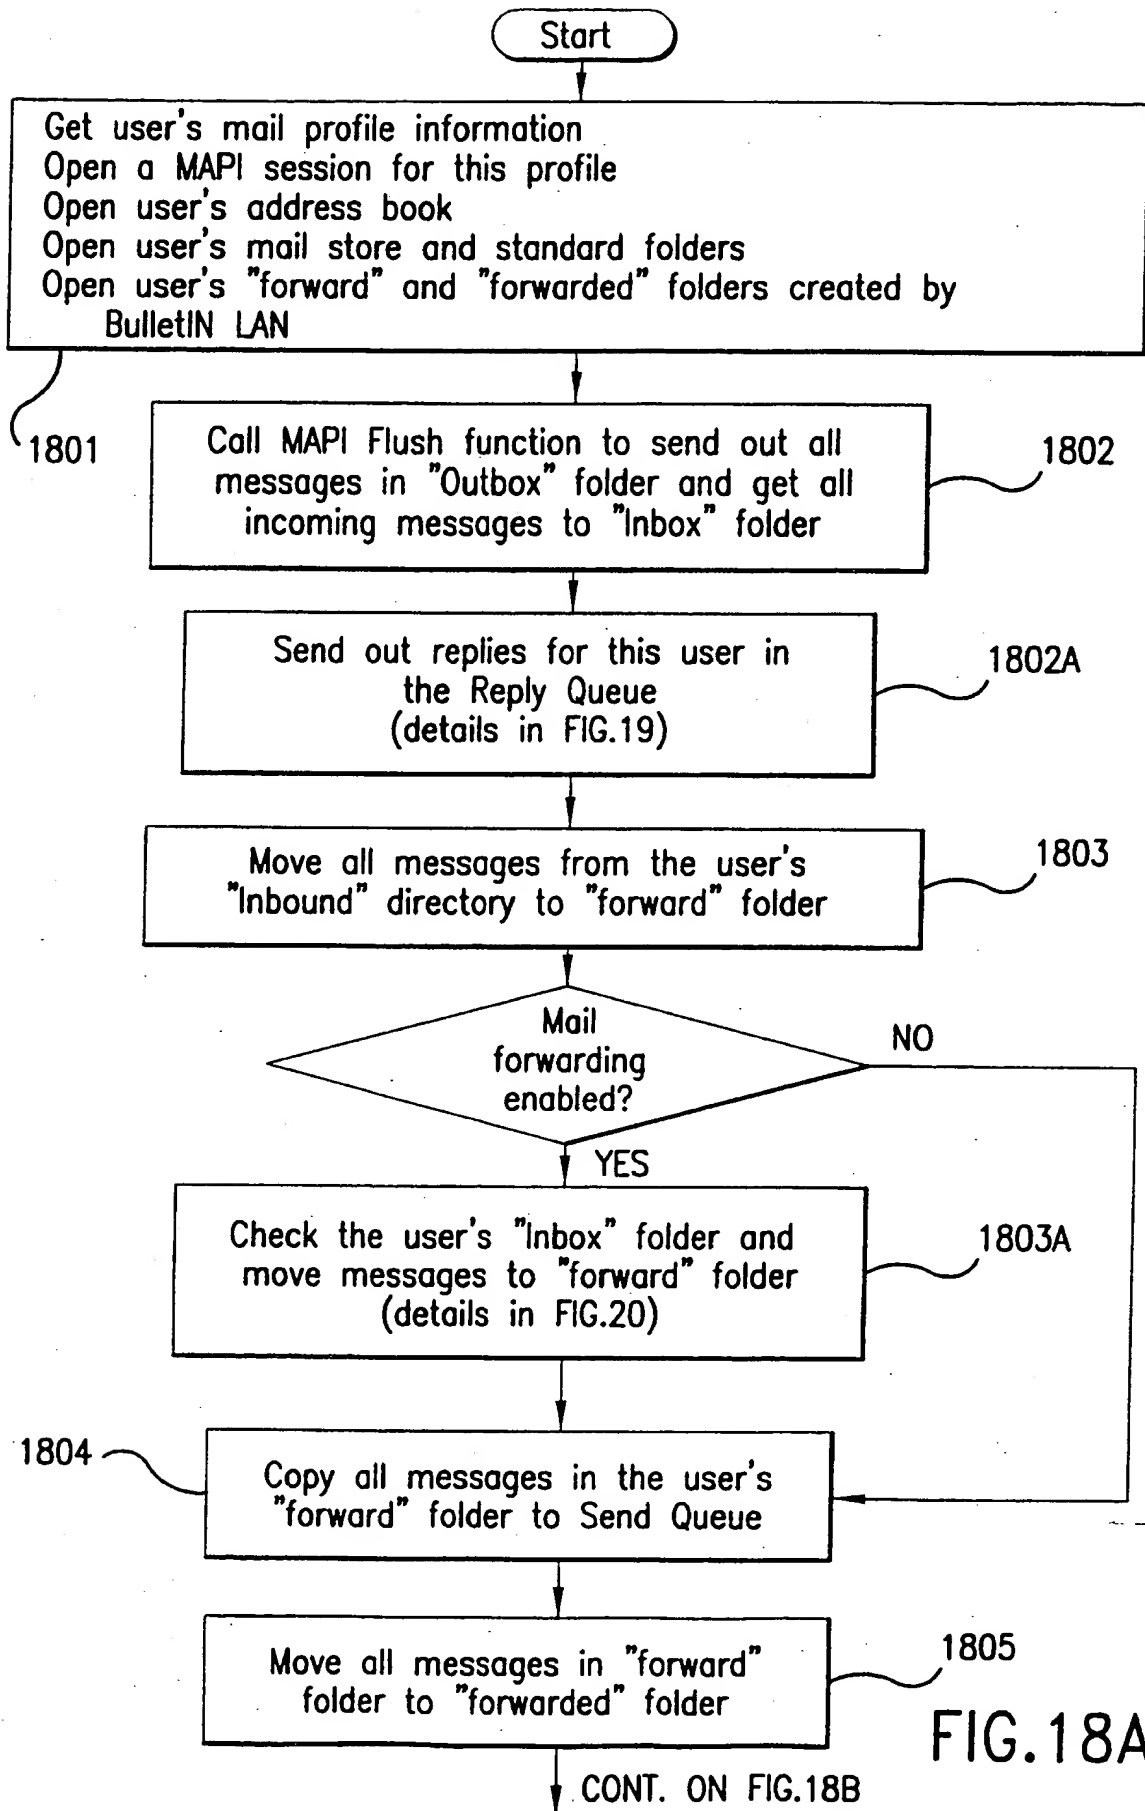 Start
Get user's mail profile information
Open a MAPI session for this profile
Open user's address book
Open user's mail store and standard folders
Open user's "forward" and "forwarded" folders created by
BulletIN LAN
1801
Call MAPI Flush function to send out all
messages in "Outbox" folder and get all
incoming messages to "Inbox" folder
1802
Send out replies for this user in
the Reply Queue
(details in FIG.19)
1802A
Move all messages from the user's
"Inbound" directory to "forward" folder
1803
Mail
forwarding
enabled?
NO
YES
Check the user's "Inbox" folder and
move messages to "forward" folder
(details in FIG.20)
1803A
1804
Copy all messages in the user's
"forward" folder to Send Queue
Move all messages in "forward"
folder to "forwarded" folder
1805
FIG.18A
CONT. ON FIG.18B